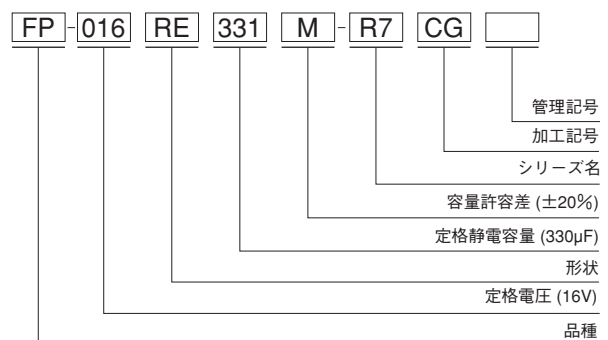 FP-016 RE 331 M-R7 CG
管理記号
加工記号
シリーズ名
容量許容差 (±20%)
定格静電容量 (330µF)
形状
定格電圧 (16V)
品種